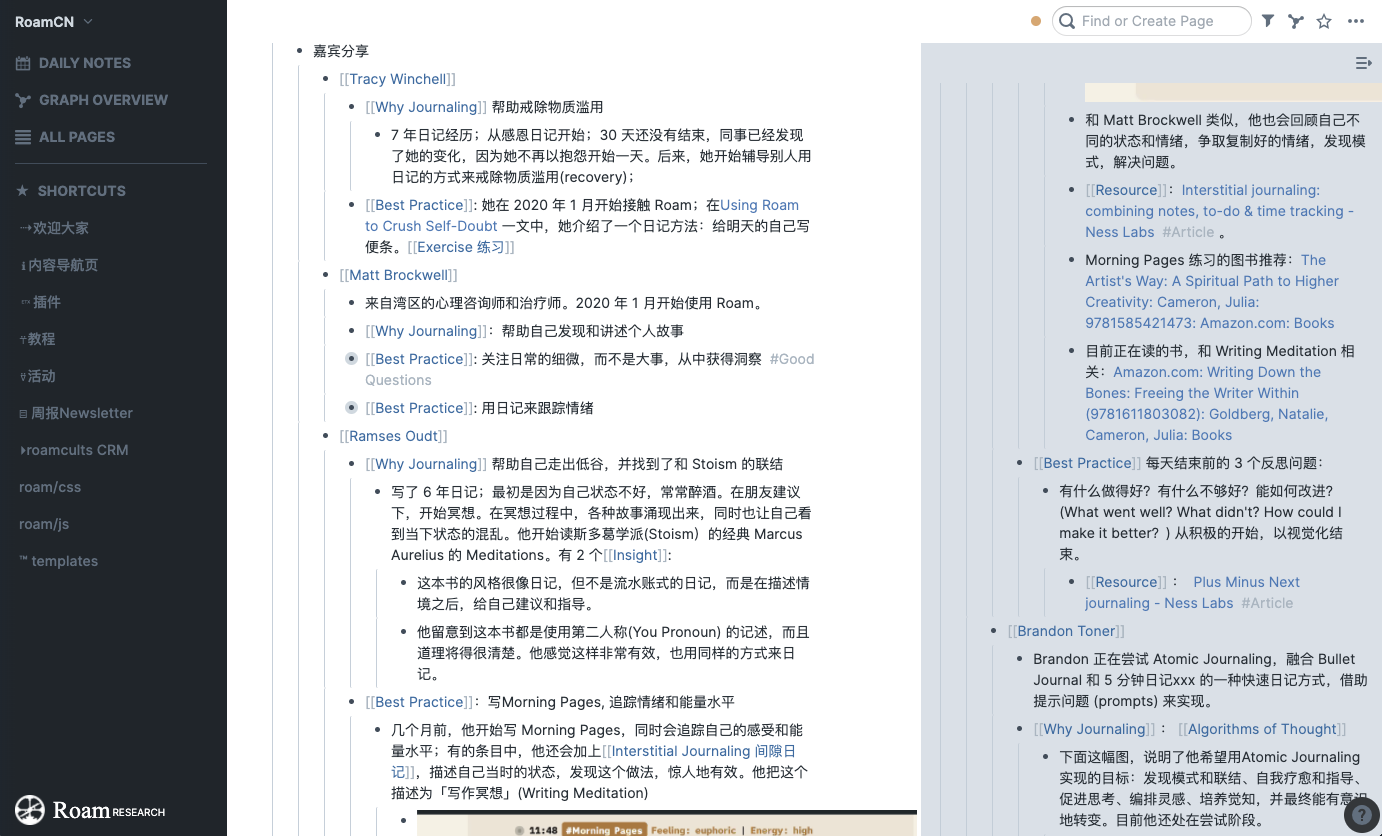 RoamCN
DAILY NOTES
GRAPH OVERVIEW
ALL PAGES
SHORTCUTS
欢迎大家
内容导航页
插件
教程
活动
周报Newsletter
roamcults CRM
roam/css
roam/js
templates
Roam RESEARCH
Find or Create Page
嘉宾分享
[[Tracy Winchell]]
[[Why Journaling]] 帮助戒除物质滥用
7 年日记经历；从感恩日记开始；30 天还没有结束，同事已经发现
了她的变化，因为她不再以抱怨开始一天。后来，她开始辅导别人用
日记的方式来戒除物质滥用(recovery)；
[[Best Practice]]: 她在 2020 年 1 月开始接触 Roam；在Using Roam
to Crush Self-Doubt 一文中，她介绍了一个日记方法：给明天的自己写
便条。[[Exercise 练习]]
[[Matt Brockwell]]
来自湾区的心理咨询师和治疗师。2020 年 1 月开始使用 Roam。
[[Why Journaling]]：帮助自己发现和讲述个人故事
[[Best Practice]]: 关注日常的细微，而不是大事，从中获得洞察 #Good
Questions
[[Best Practice]]: 用日记来跟踪情绪
[[Ramses Oudt]]
[[Why Journaling]] 帮助自己走出低谷，并找到了和 Stoism 的联结
写了 6 年日记；最初是因为自己状态不好，常常醉酒。在朋友建议
下，开始冥想。在冥想过程中，各种故事涌现出来，同时也让自己看
到当下状态的混乱。他开始读斯多葛学派(Stoism）的经典 Marcus
Aurelius 的 Meditations。有 2 个[[Insight]]:
这本书的风格很像日记，但不是流水账式的日记，而是在描述情
境之后，给自己建议和指导。
他留意到这本书都是使用第二人称(You Pronoun) 的记述，而且
道理将得很清楚。他感觉这样非常有效，也用同样的方式来日
记。
[[Best Practice]]：写Morning Pages, 追踪情绪和能量水平
几个月前，他开始写 Morning Pages，同时会追踪自己的感受和能
量水平；有的条目中，他还会加上[[Interstitial Journaling 间隙日
记]]，描述自己当时的状态，发现这个做法，惊人地有效。他把这个
描述为「写作冥想」(Writing Meditation)
11:48 #Morning Pages Feeling: euphoric | Energy: high
和 Matt Brockwell 类似，他也会回顾自己不
同的状态和情绪，争取复制好的情绪，发现模
式，解决问题。
[[Resource]]：Interstitial journaling:
combining notes, to-do & time tracking -
Ness Labs #Article 。
Morning Pages 练习的图书推荐：The
Artist's Way: A Spiritual Path to Higher
Creativity: Cameron, Julia:
9781585421473: Amazon.com: Books
目前正在读的书，和 Writing Meditation 相
关：Amazon.com: Writing Down the
Bones: Freeing the Writer Within
(9781611803082): Goldberg, Natalie,
Cameron, Julia: Books
[[Best Practice]] 每天结束前的 3 个反思问题：
有什么做得好？有什么不够好？能如何改进？
(What went well? What didn't? How could I
make it better? ) 从积极的开始，以视觉化结
束。
[[Resource]] ： Plus Minus Next
journaling - Ness Labs #Article
[[Brandon Toner]]
Brandon 正在尝试 Atomic Journaling，融合 Bullet
Journal 和 5 分钟日记xxx 的一种快速日记方式，借助
提示问题 (prompts) 来实现。
[[Why Journaling]] ： [[Algorithms of Thought]]
下面这幅图，说明了他希望用Atomic Journaling
实现的目标：发现模式和联结、自我疗愈和指导、
促进思考、编排灵感、培养觉知，并最终能有意识
地转变。目前他还处在尝试阶段。